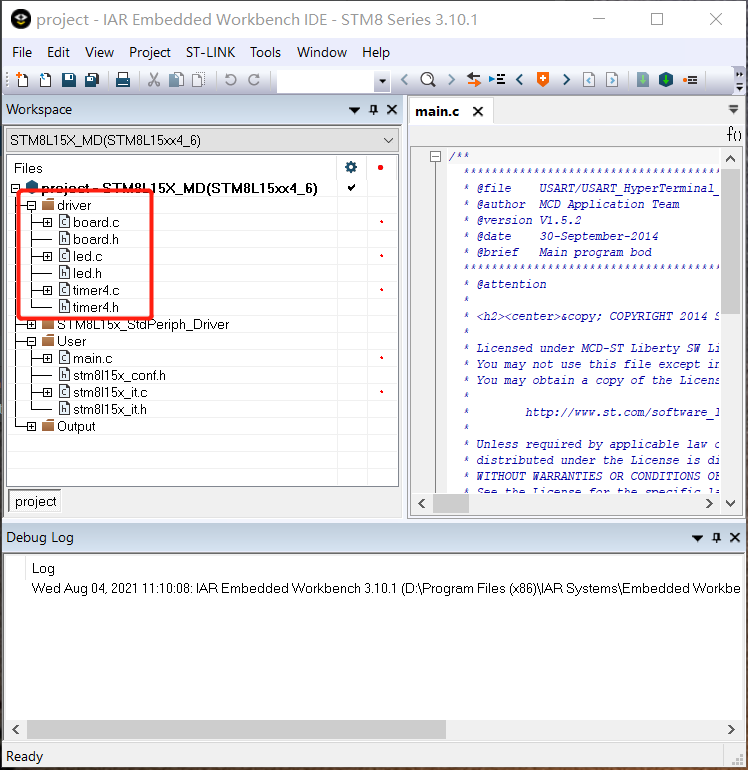 project - IAR Embedded Workbench IDE - STM8 Series 3.10.1
File Edit View Project ST-LINK Tools Window Help
Workspace
STM8L15X_MD(STM8L15xx4_6)
Files
project - STM8L15X_MD(STM8L15xx4_6)
driver
board.c
board.h
led.c
led.h
timer4.c
timer4.h
STM8L15x_StdPeriph_Driver
User
main.c
stm8l15x_conf.h
stm8l15x_it.c
stm8l15x_it.h
Output
project
main.c
f()
/**
*************************************
* @file USART/USART_HyperTerminal_
* @author MCD Application Team
* @version V1.5.2
* @date 30-September-2014
* @brief Main program bod
*************************************
* @attention
*
* <h2><center>&copy; COPYRIGHT 2014 S
*
* Licensed under MCD-ST Liberty SW Li
* You may not use this file except in
* You may obtain a copy of the Licens
*
* http://www.st.com/software_l
*
* Unless required by applicable law o
* distributed under the License is di
* WITHOUT WARRANTIES OR CONDITIONS OF
* See the License for the specific la
Debug Log
Log
Wed Aug 04, 2021 11:10:08: IAR Embedded Workbench 3.10.1 (D:\Program Files (x86)\IAR Systems\Embedded Workbe
Ready